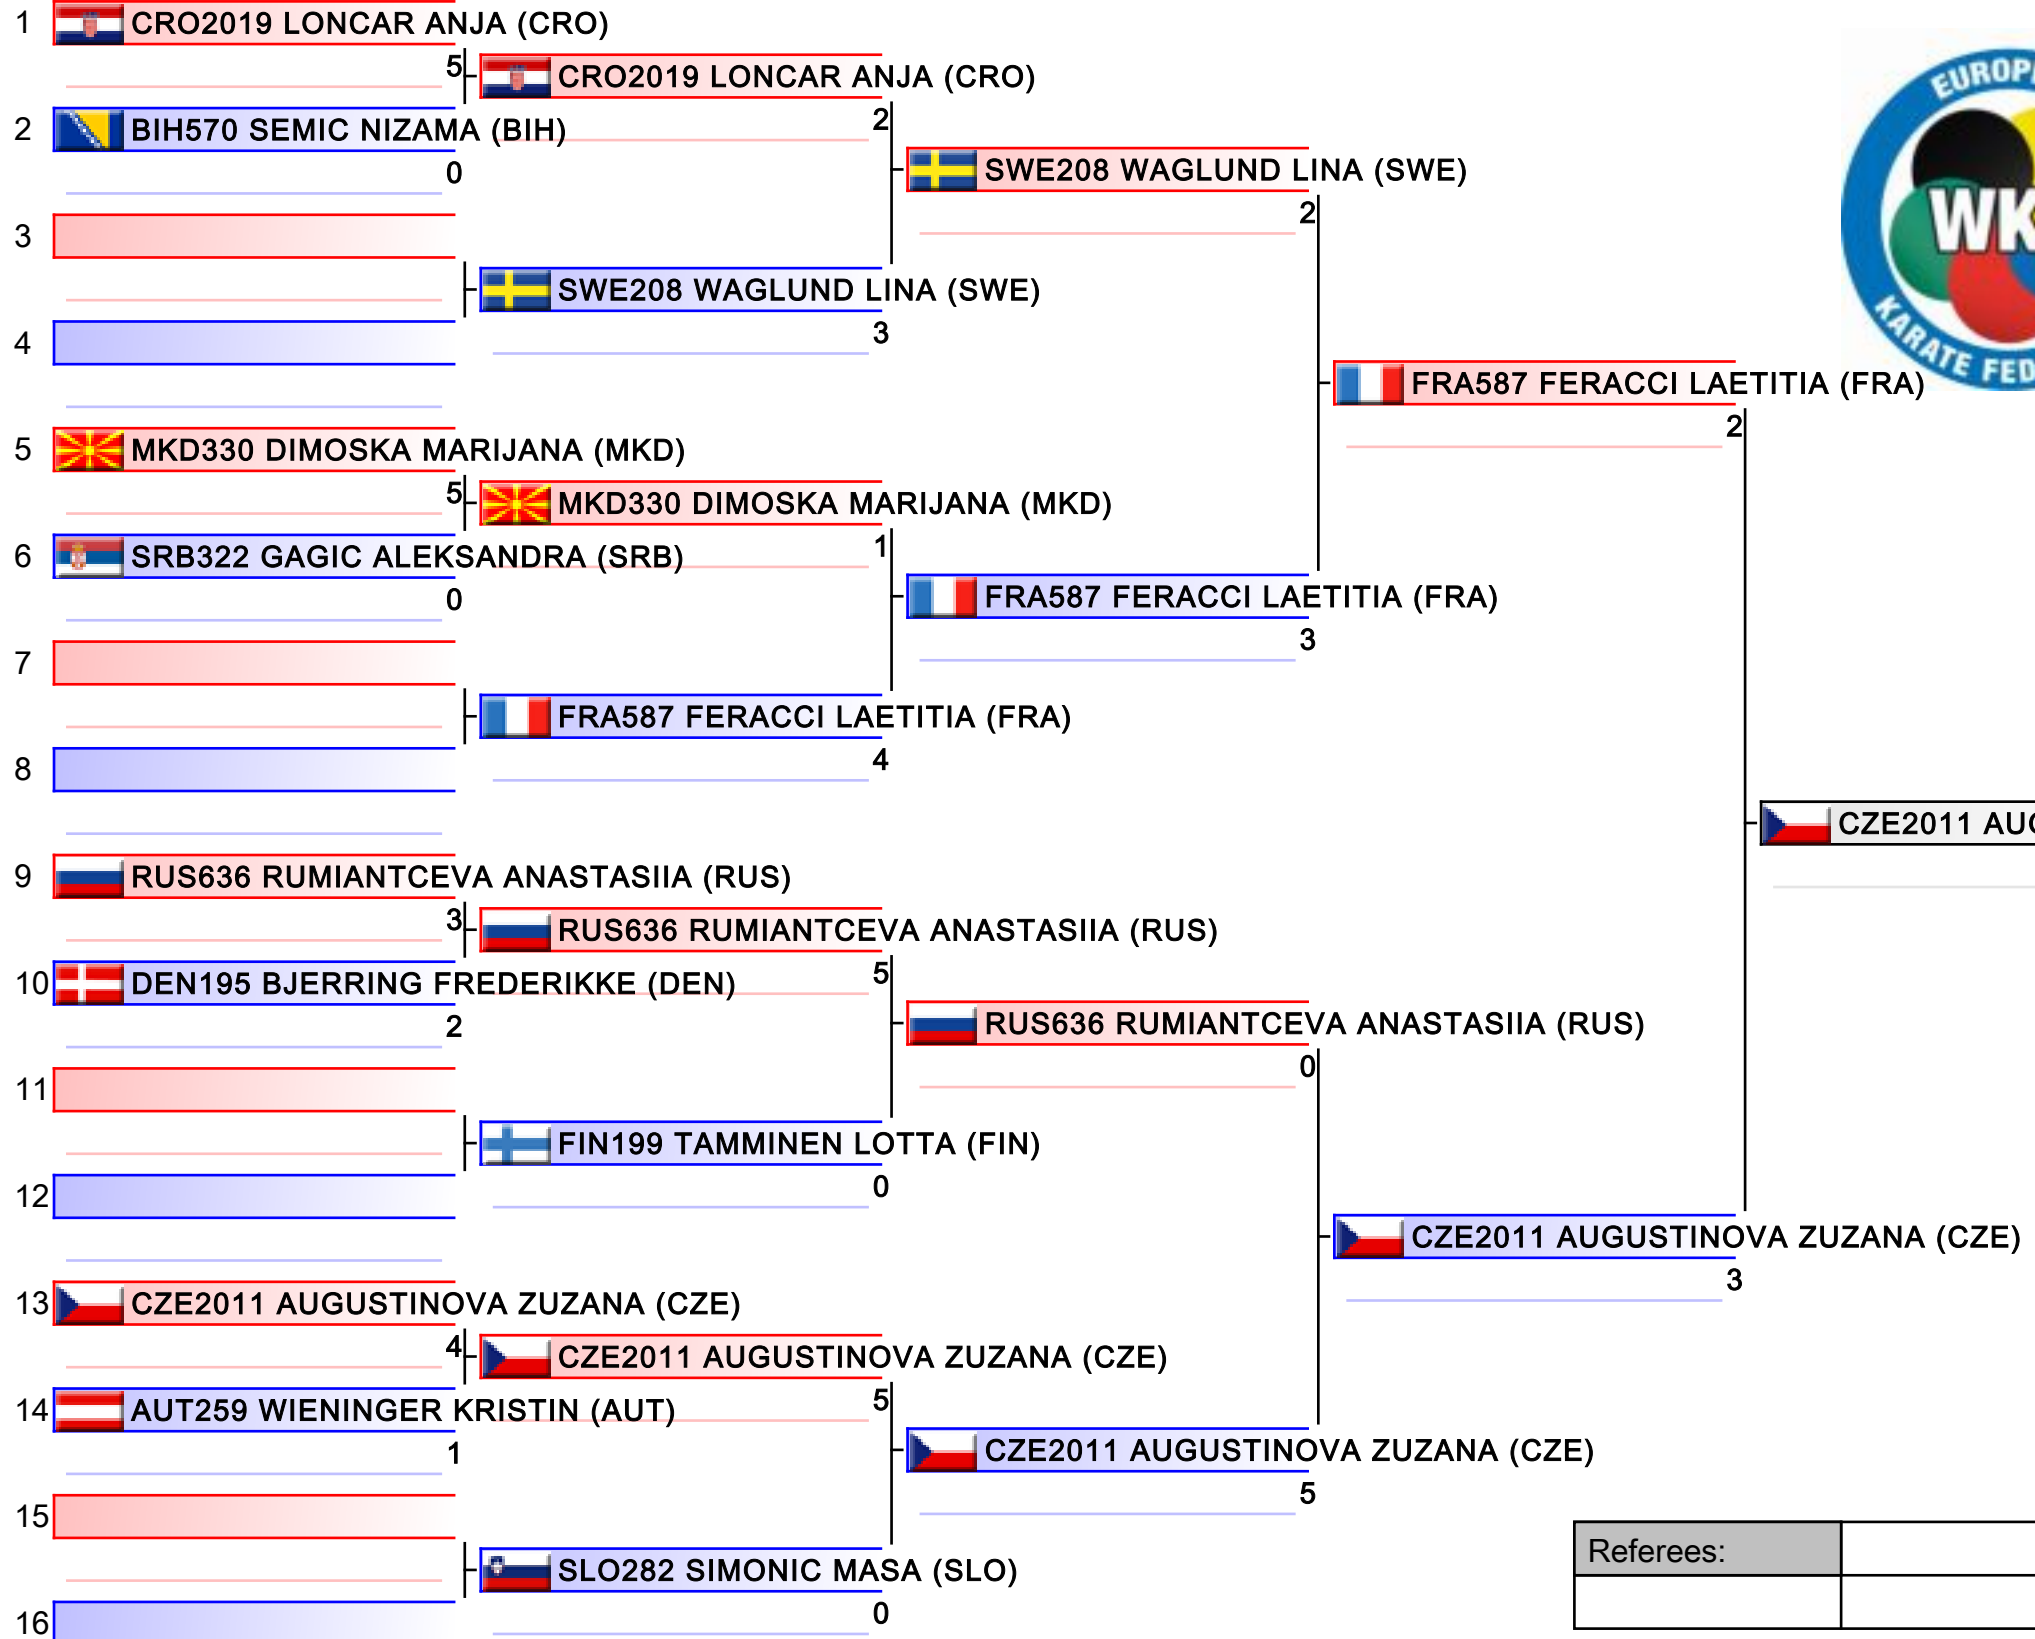 1 CRO2019 LONCAR ANJA (CRO)
5 CRO2019 LONCAR ANJA (CRO)
2 BIH570 SEMIC NIZAMA (BIH)
2
0
SWE208 WAGLUND LINA (SWE)
2
3
SWE208 WAGLUND LINA (SWE)
3
4
FRA587 FERACCI LAETITIA (FRA)
2
5 MKD330 DIMOSKA MARIJANA (MKD)
5 MKD330 DIMOSKA MARIJANA (MKD)
1
6 SRB322 GAGIC ALEKSANDRA (SRB)
0
FRA587 FERACCI LAETITIA (FRA)
3
7
FRA587 FERACCI LAETITIA (FRA)
4
8
CZE2011
9 RUS636 RUMIANTCEVA ANASTASIIA (RUS)
3 RUS636 RUMIANTCEVA ANASTASIIA (RUS)
5
10 DEN195 BJERRING FREDERIKKE (DEN)
2
RUS636 RUMIANTCEVA ANASTASIIA (RUS)
0
11
FIN199 TAMMINEN LOTTA (FIN)
0
12
CZE2011 AUGUSTINOVA ZUZANA (CZE)
3
13 CZE2011 AUGUSTINOVA ZUZANA (CZE)
4 CZE2011 AUGUSTINOVA ZUZANA (CZE)
5
14 AUT259 WIENINGER KRISTIN (AUT)
1
CZE2011 AUGUSTINOVA ZUZANA (CZE)
5
15
SLO282 SIMONIC MASA (SLO)
0
16
Referees:
KARATE